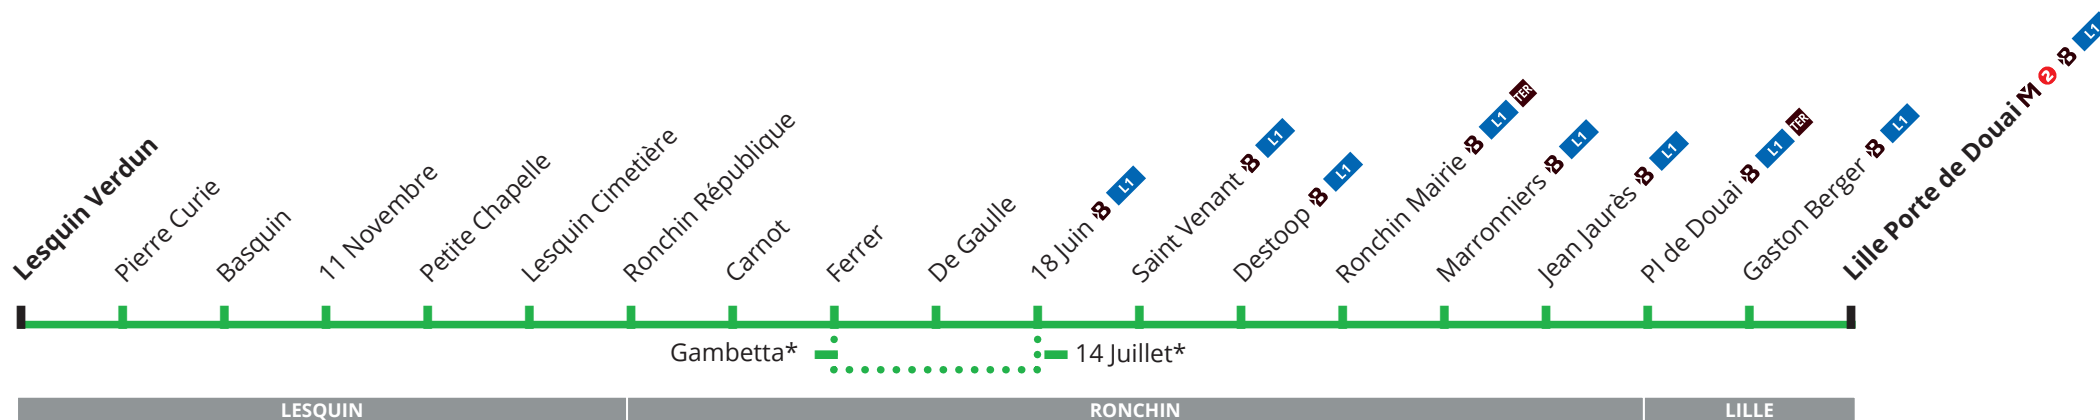 Lesquin Verdun
Pierre Curie
Basquin
11 Novembre
Petite Chapelle
Lesquin Cimetière
Ronchin République
Carnot
Ferrer
De Gaulle
18 Juin B L1
Saint Venant B L1
Destoop B L1
Ronchin Mairie B L1 TER
Marronniers B L1
Jean Jaurès B L1
Pl de Douai B L1 TER
Gaston Berger B L1
Lille Porte de Douai M 2 B L1
Gambetta*
14 Juillet*
LESQUIN
RONCHIN
LILLE